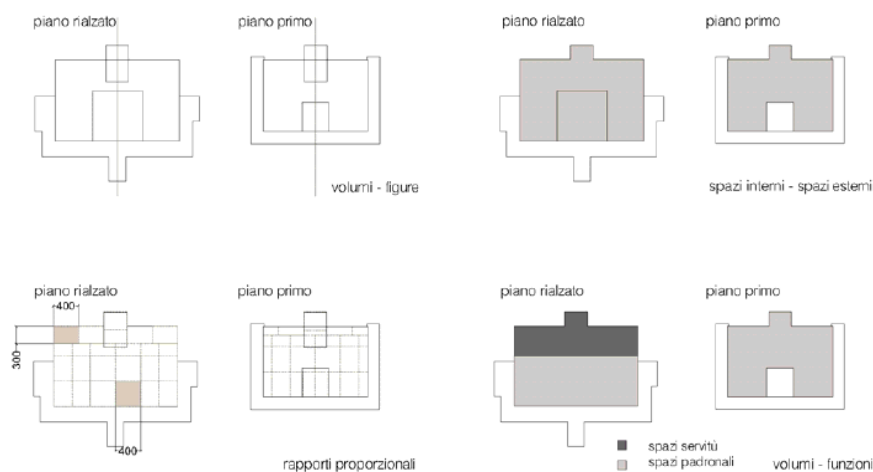 piano rialzato
piano primo
volumi - figure
piano rialzato
piano primo
spazi interni - spazi esterni
piano rialzato
400
300
400
piano primo
rapporti proporzionali
piano rialzato
piano primo
spazi servitù
spazi padronali
volumi - funzioni